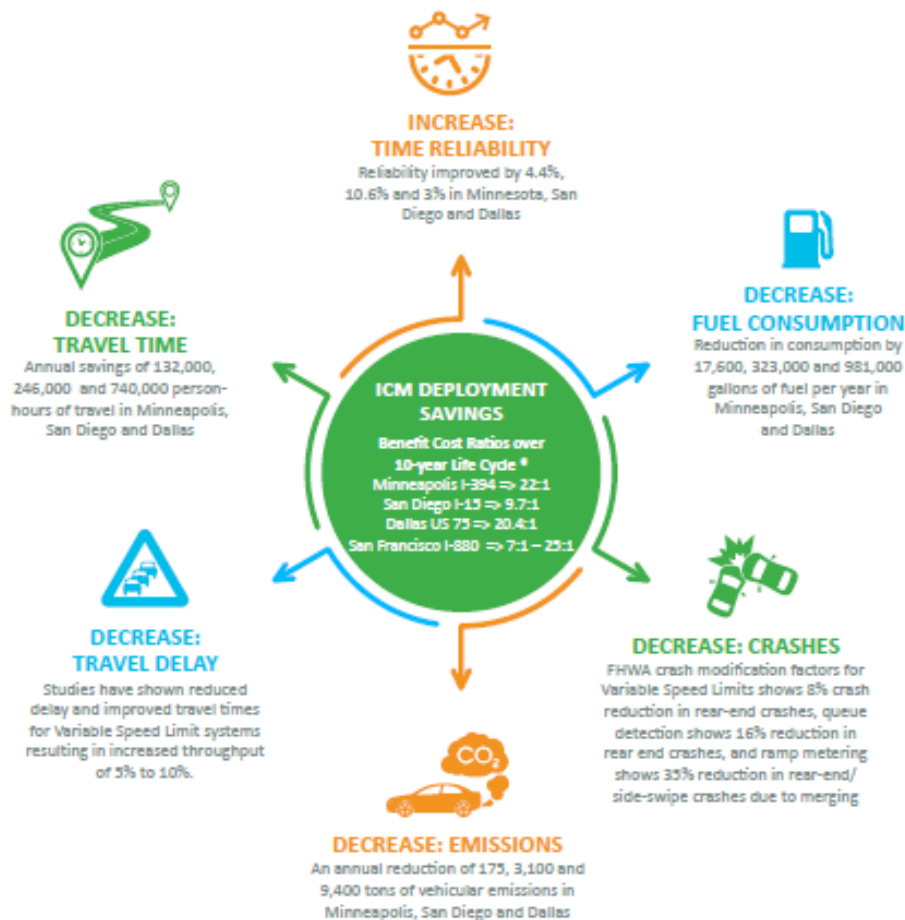 INCREASE:
TIME RELIABILITY
Reliability improved by 4.4%,
10.6% and 3% in Minnesota, San
Diego and Dallas
DECREASE:
FUEL CONSUMPTION
Reduction in consumption by
17,600, 323,000 and 981,000
gallons of fuel per year in
Minneapolis, San Diego
and Dallas
DECREASE:
TRAVEL TIME
Annual savings of 132,000,
246,000 and 740,000 person-
hours of travel in Minneapolis,
San Diego and Dallas
ICM DEPLOYMENT
SAVINGS
Benefit Cost Ratios over
10-year Life Cycle *
Minneapolis I-394 => 22:1
San Diego I-15 => 9.7:1
Dallas US 75 => 20.4:1
San Francisco I-880 => 7:1 – 25:1
DECREASE:
TRAVEL DELAY
Studies have shown reduced
delay and improved travel times
for Variable Speed Limit systems
resulting in increased throughput
of 5% to 10%.
DECREASE: CRASHES
FHWA crash modification factors for
Variable Speed Limits shows 8% crash
reduction in rear-end crashes, queue
detection shows 16% reduction in
rear end crashes, and ramp metering
shows 35% reduction in rear-end/
side-swipe crashes due to merging
CO2
DECREASE: EMISSIONS
An annual reduction of 175, 3,100 and
9,400 tons of vehicular emissions in
Minneapolis, San Diego and Dallas